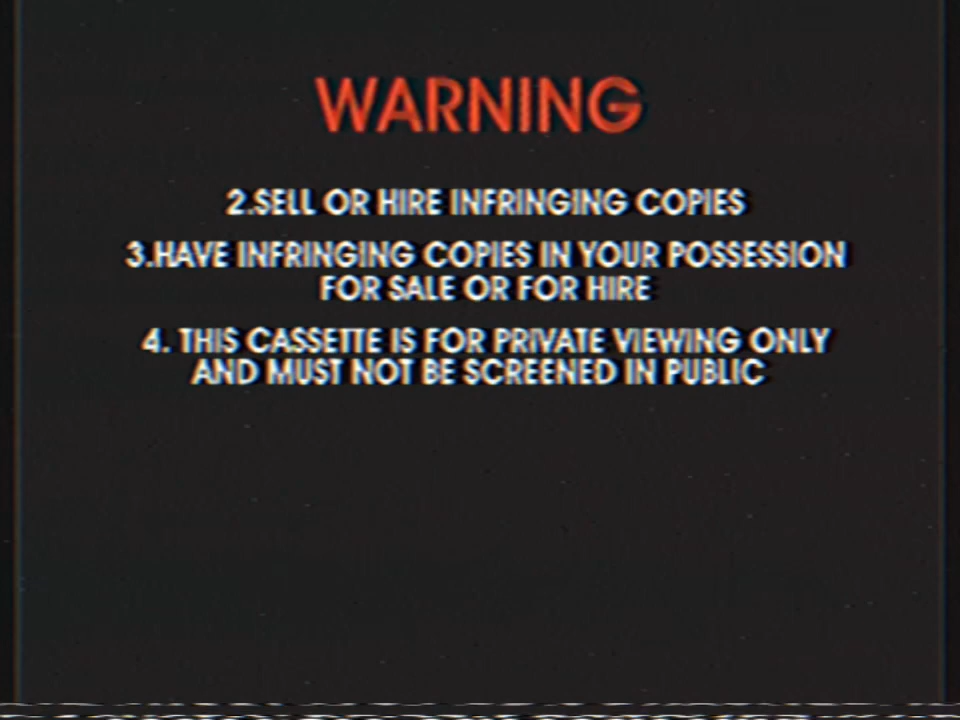 WARNING
2.SELL OR HIRE INFRINGING COPIES
3.HAVE INFRINGING COPIES IN YOUR POSSESSION
FOR SALE OR FOR HIRE
4. THIS CASSETTE IS FOR PRIVATE VIEWING ONLY
AND MUST NOT BE SCREENED IN PUBLIC